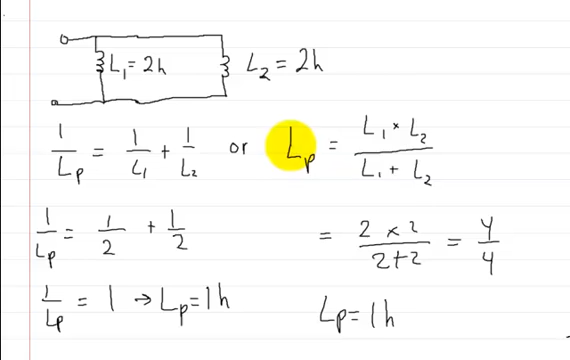 L₁ = 2h L₂ = 2h
1/Lp = 1/L₁ + 1/L₂ or Lp = L₁ × L₂ / L₁ + L₂
1/Lp = 1/2 + 1/2 = 2 × 2 / 2+2 = 4/4
1/Lp = 1 → Lp = 1h Lp = 1h